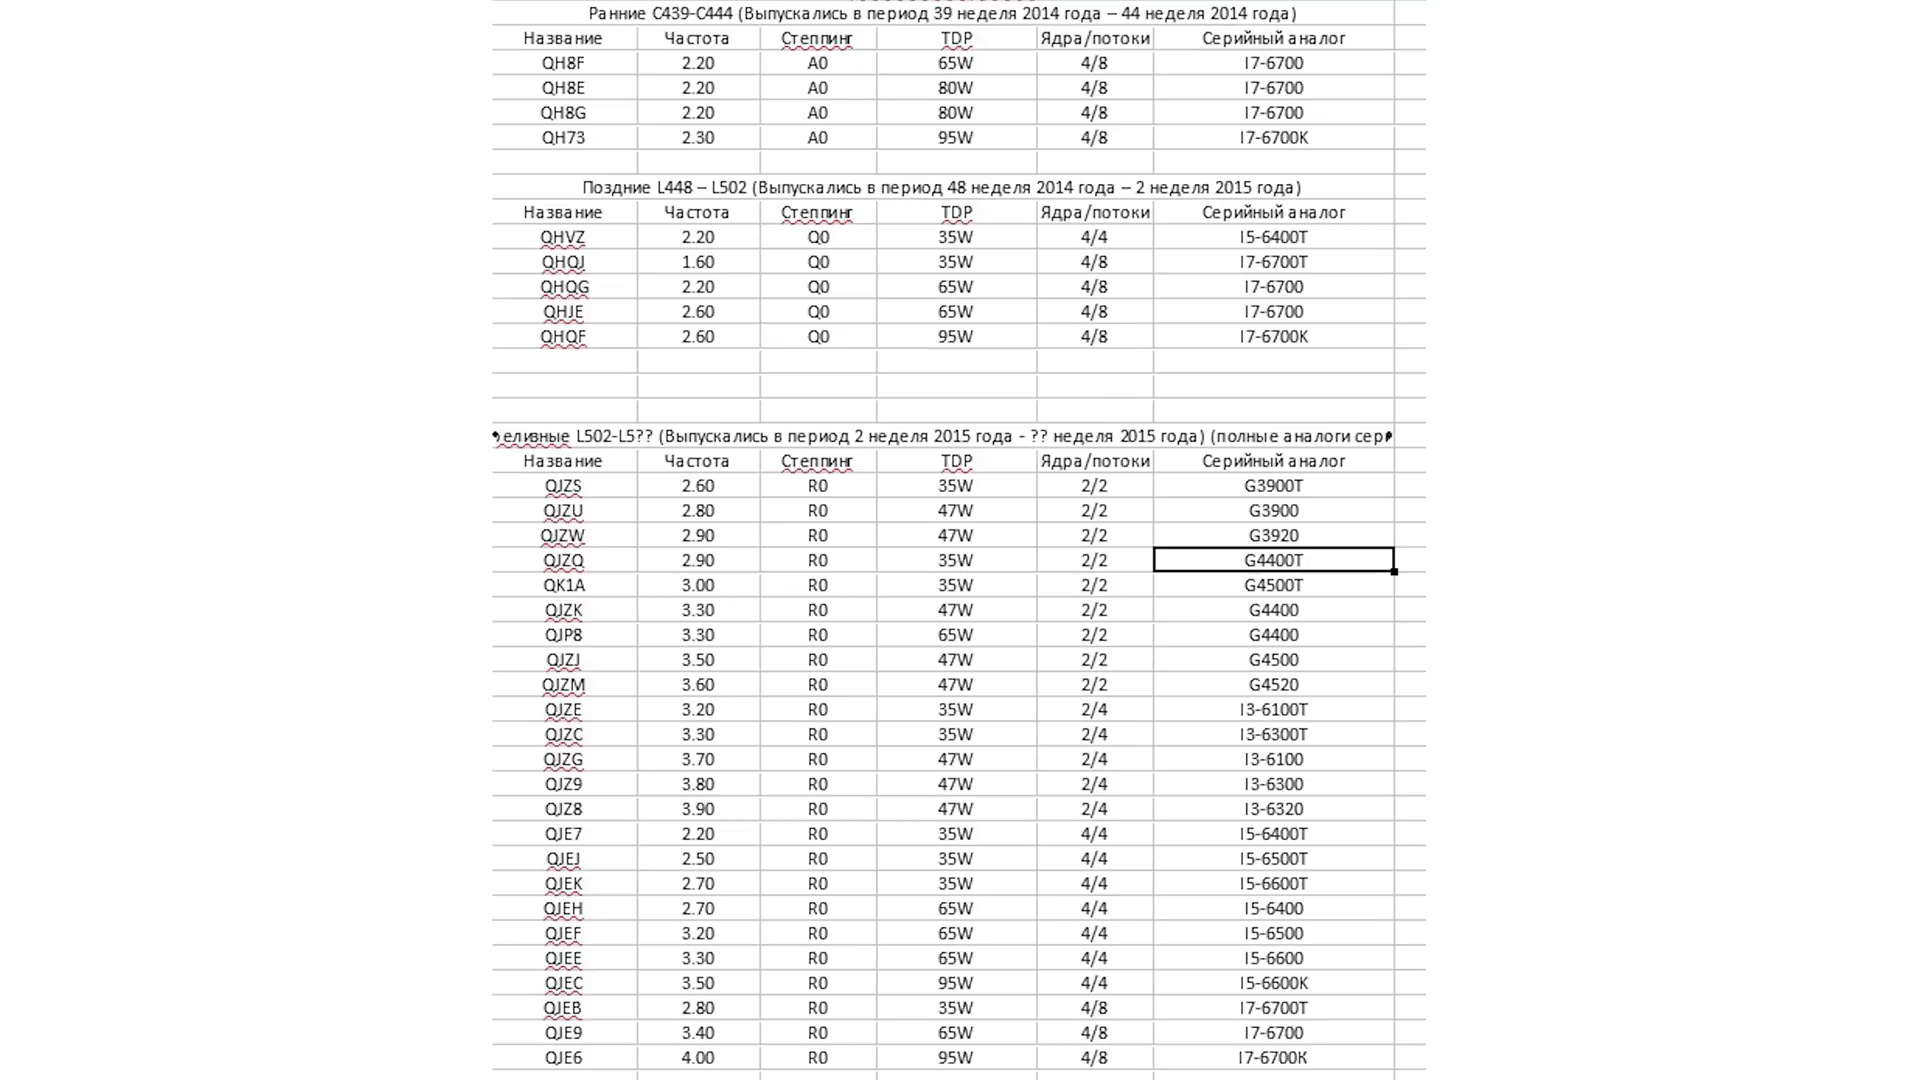 Ранние C439-C444 (Выпускались в период 39 неделя 2014 года – 44 неделя 2014 года)
Название Частота Степпинг TDP Ядра/потоки Серийный аналог
QH8F 2.20 A0 65W 4/8 I7-6700
QH8E 2.20 A0 80W 4/8 I7-6700
QH8G 2.20 A0 80W 4/8 I7-6700
QH73 2.30 A0 95W 4/8 I7-6700K
Поздние L448 – L502 (Выпускались в период 48 неделя 2014 года – 2 неделя 2015 года)
Название Частота Степпинг TDP Ядра/потоки Серийный аналог
QHVZ 2.20 Q0 35W 4/4 I5-6400T
QHQJ 1.60 Q0 35W 4/8 I7-6700T
QHQG 2.20 Q0 65W 4/8 I7-6700
QHJE 2.60 Q0 65W 4/8 I7-6700
QHQF 2.60 Q0 95W 4/8 I7-6700K
еливные L502-L5?? (Выпускались в период 2 неделя 2015 года - ?? неделя 2015 года) (полные аналоги сер
Название Частота Степпинг TDP Ядра/потоки Серийный аналог
QJZS 2.60 R0 35W 2/2 G3900T
QJZU 2.80 R0 47W 2/2 G3900
QJZW 2.90 R0 47W 2/2 G3920
QJZQ 2.90 R0 35W 2/2 G4400T
QK1A 3.00 R0 35W 2/2 G4500T
QJZK 3.30 R0 47W 2/2 G4400
QJP8 3.30 R0 65W 2/2 G4400
QJZJ 3.50 R0 47W 2/2 G4500
QJZM 3.60 R0 47W 2/2 G4520
QJZE 3.20 R0 35W 2/4 I3-6100T
QJZC 3.30 R0 35W 2/4 I3-6300T
QJZG 3.70 R0 47W 2/4 I3-6100
QJZ9 3.80 R0 47W 2/4 I3-6300
QJZ8 3.90 R0 47W 2/4 I3-6320
QJE7 2.20 R0 35W 4/4 I5-6400T
QJEJ 2.50 R0 35W 4/4 I5-6500T
QJEK 2.70 R0 35W 4/4 I5-6600T
QJEH 2.70 R0 65W 4/4 I5-6400
QJEF 3.20 R0 65W 4/4 I5-6500
QJEE 3.30 R0 65W 4/4 I5-6600
QJEC 3.50 R0 95W 4/4 I5-6600K
QJEB 2.80 R0 35W 4/8 I7-6700T
QJE9 3.40 R0 65W 4/8 I7-6700
QJE6 4.00 R0 95W 4/8 I7-6700K